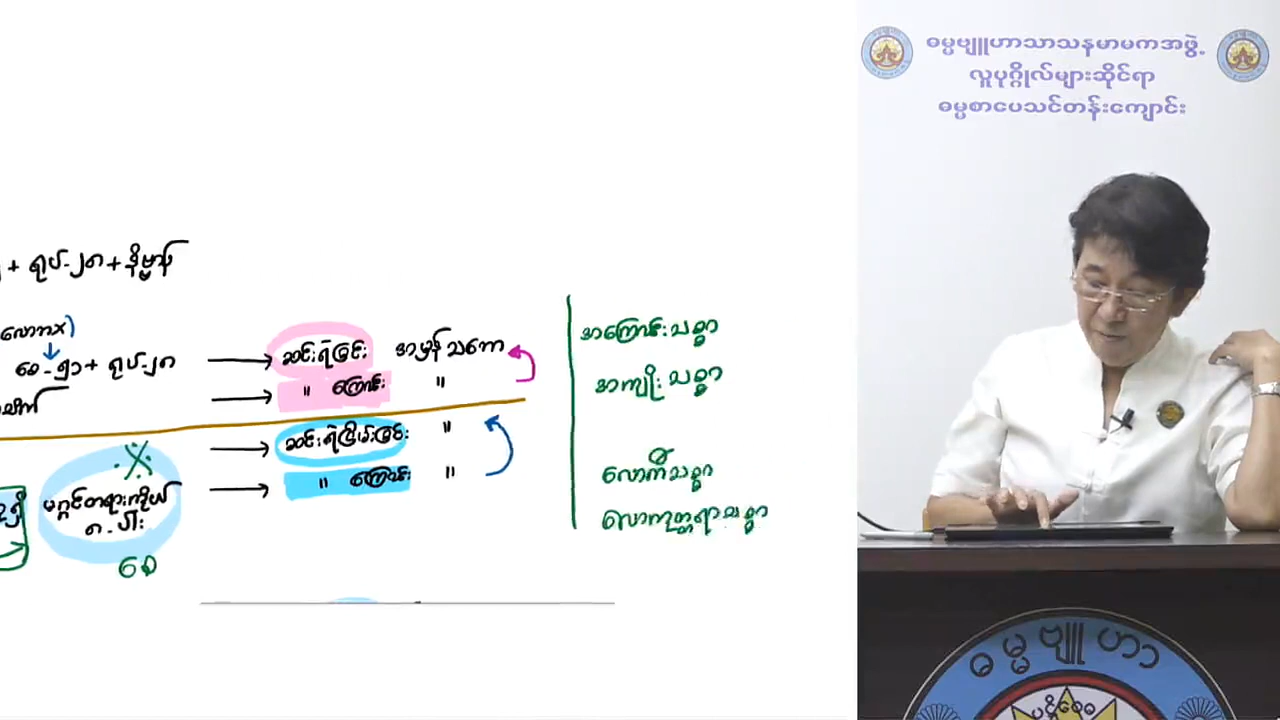 ဓမ္မဗျူဟာသာသနာ့မာမကအဖွဲ့
လူပုဂ္ဂိုလ်များဆိုင်ရာ
ဓမ္မစာပေသင်တန်းကျောင်း
+ ရုပ်-၂၈ + နိဗ္ဗာန်
စေ-၅၁ + ရုပ်-၂၈ → ဆင်းရဲခြင်း အမှန် သဘော
→ " ကြောင်း "
→ ဆင်းရဲငြိမ်းခြင်း "
→ " ကြောင်း "
မဂ္ဂင်တရားကိုယ်
၈-ပါး
စေ
အကြောင်းသစ္စာ
အကျိုးသစ္စာ
လောကီသစ္စာ
လောကုတ္တရာသစ္စာ
ဓမ္မဗျူဟာ